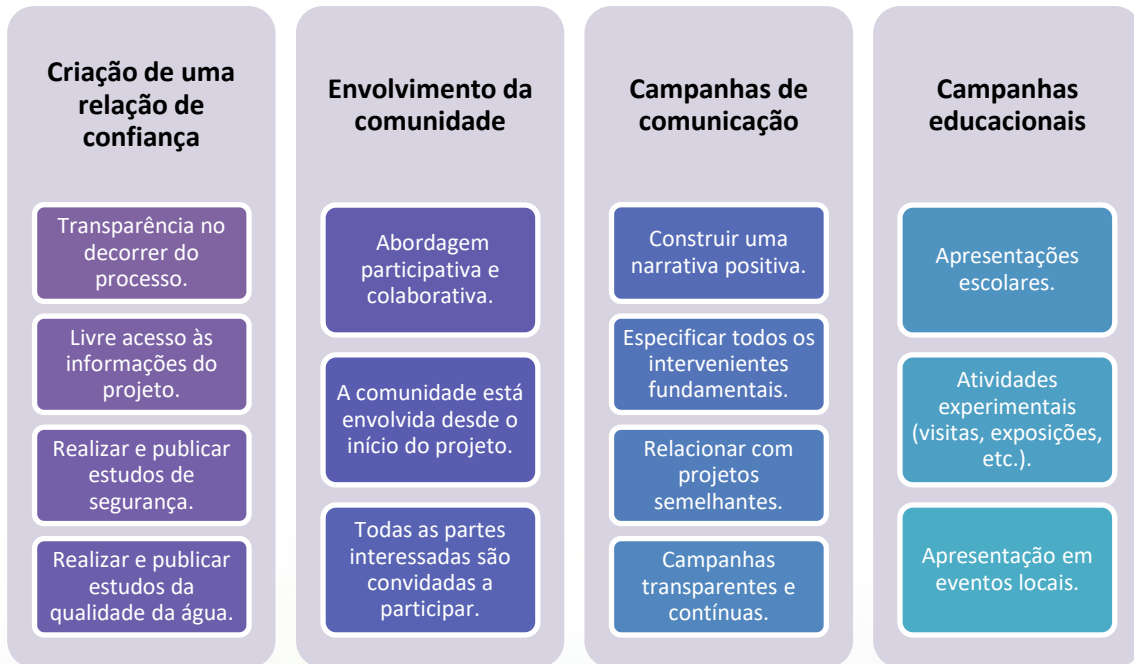 Criação de uma
relação de
confiança
Transparência no
decorrer do
processo.
Livre acesso às
informações do
projeto.
Realizar e publicar
estudos de
segurança.
Realizar e publicar
estudos da
qualidade da água.
Envolvimento da
comunidade
Abordagem
participativa e
colaborativa.
A comunidade está
envolvida desde o
início do projeto.
Todas as partes
interessadas são
convidadas a
participar.
Campanhas de
comunicação
Construir uma
narrativa positiva.
Especificar todos os
intervenientes
fundamentais.
Relacionar com
projetos
semelhantes.
Campanhas
transparentes e
contínuas.
Campanhas
educacionais
Apresentações
escolares.
Atividades
experimentais
(visitas, exposições,
etc.).
Apresentação em
eventos locais.